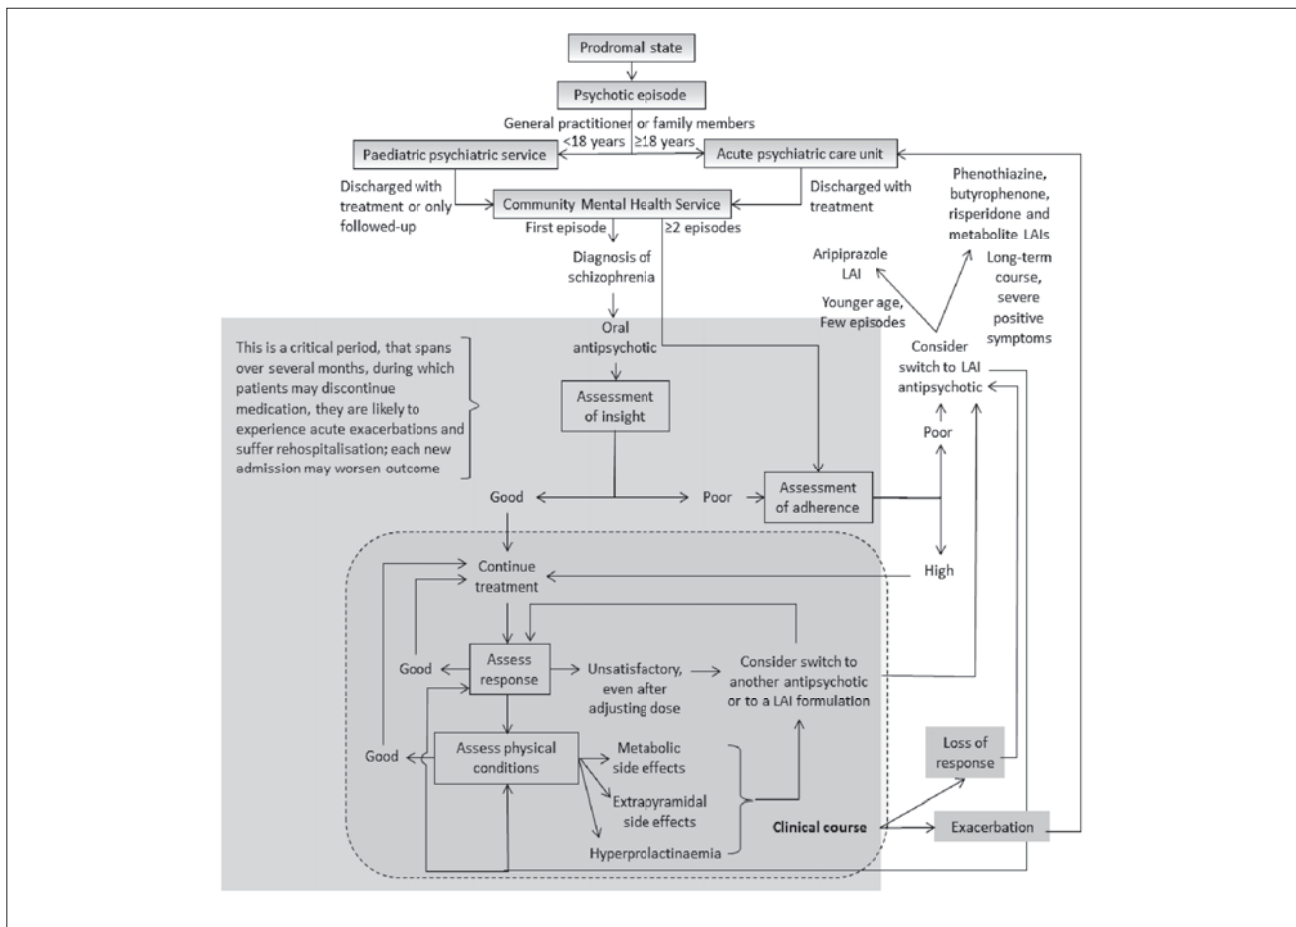 Prodromal state
Psychotic episode
General practitioner or family members
<18 years
≥18 years
Paediatric psychiatric service
Acute psychiatric care unit
Discharged with
treatment or only
followed-up
Community Mental Health Service
Discharged with
treatment
Phenothiazine,
butyrophenone,
risperidone and
metabolite LAIs
First episode
≥2 episodes
Diagnosis of
schizophrenia
Aripiprazole
LAI
Long-term
course,
severe
positive
symptoms
Younger age,
Few episodes
Oral
antipsychotic
This is a critical period, that spans
over several months, during which
patients may discontinue
medication, they are likely to
experience acute exacerbations and
suffer rehospitalisation; each new
admission may worsen outcome
Consider
switch to LAI
antipsychotic
Assessment
of insight
Poor
Good
Poor
Assessment
of adherence
High
Continue
treatment
Good
Assess
response
Unsatisfactory,
even after
adjusting dose
Consider switch to
another antipsychotic
or to a LAI formulation
Good
Assess physical
conditions
Metabolic
side effects
Extrapyramidal
side effects
Hyperprolactinaemia
Clinical course
Loss of
response
Exacerbation